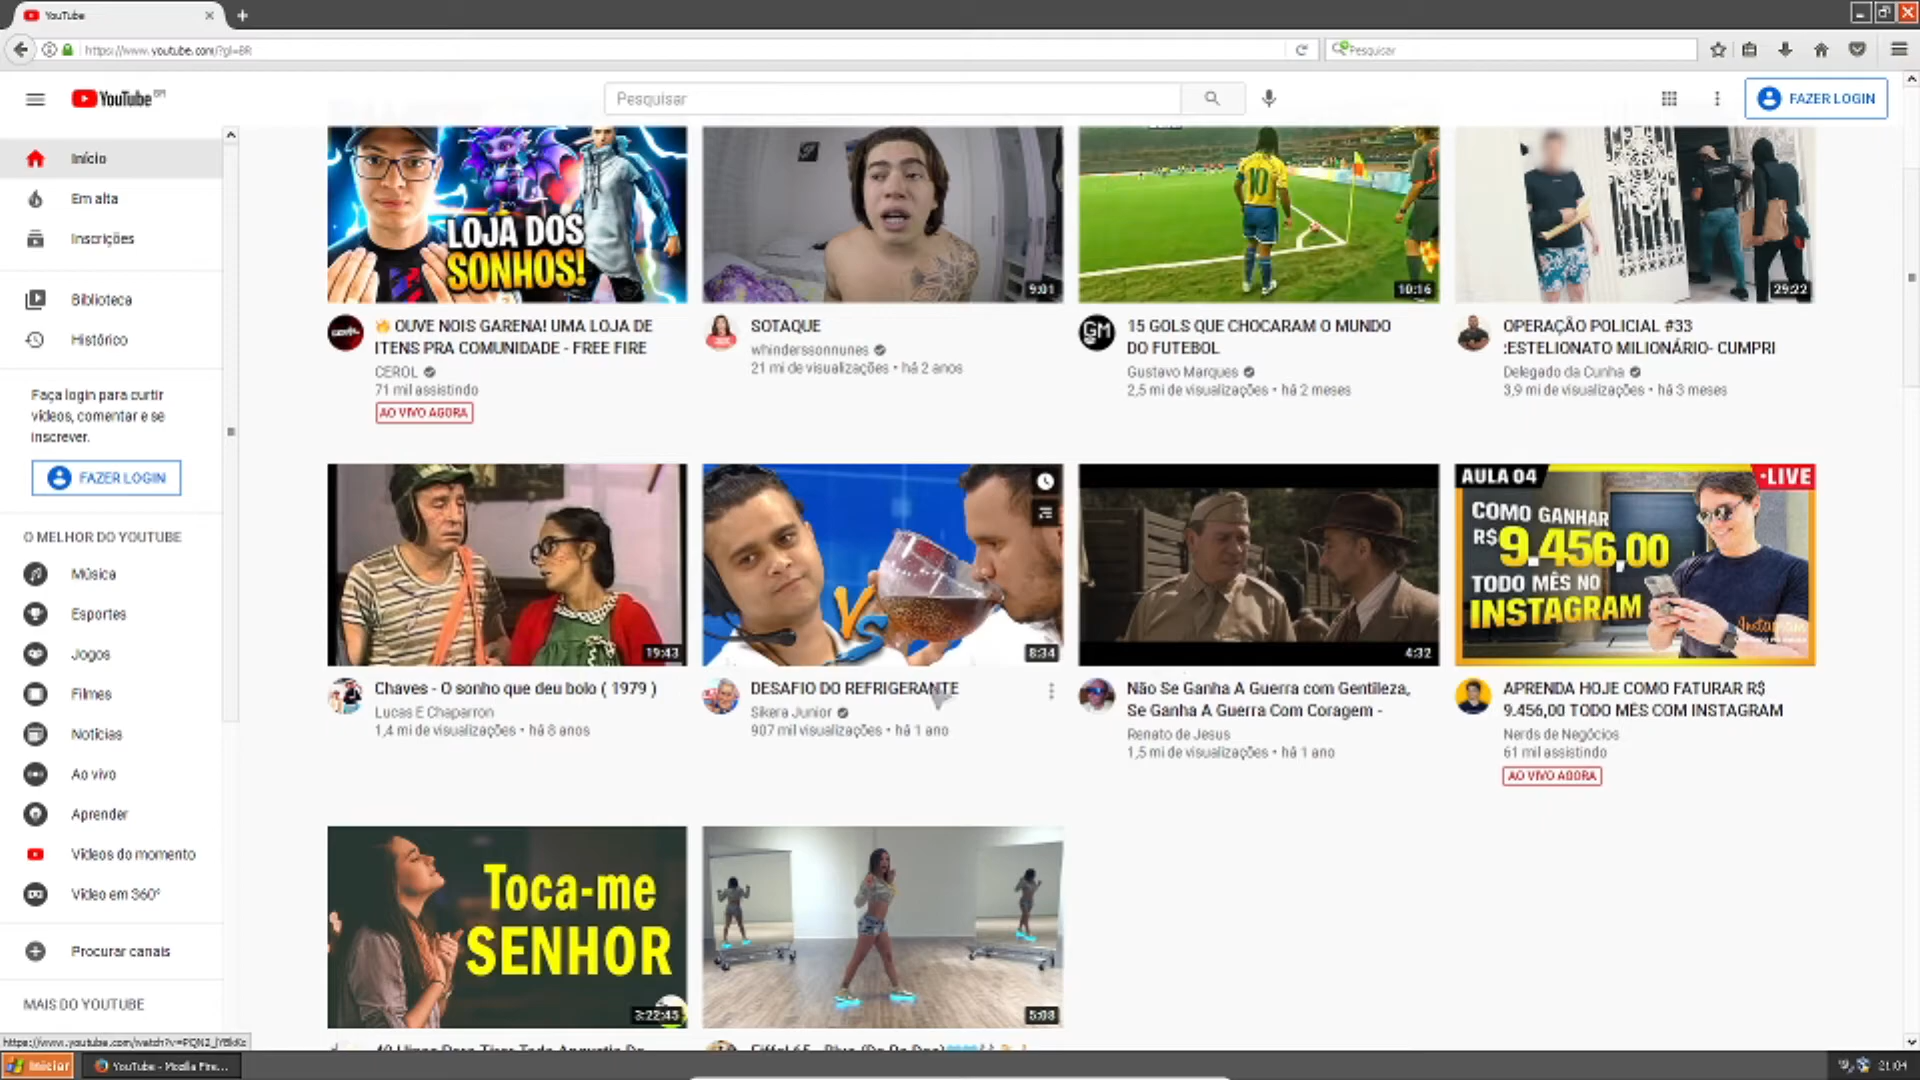 YouTube
https://www.youtube.com/?gl=BR
Pesquisar
YouTube BR
Pesquisar
FAZER LOGIN
Início
Em alta
Inscrições
Biblioteca
Histórico
Faça login para curtir
vídeos, comentar e se
inscrever.
FAZER LOGIN
O MELHOR DO YOUTUBE
Música
Esportes
Jogos
Filmes
Notícias
Ao vivo
Aprender
Vídeos do momento
Vídeo em 360°
Procurar canais
MAIS DO YOUTUBE
LOJA DOS
SONHOS!
🔥 OUVE NOIS GARENA! UMA LOJA DE
ITENS PRA COMUNIDADE - FREE FIRE
CEROL
71 mil assistindo
AO VIVO AGORA
9:01
SOTAQUE
whinderssonnunes
21 mi de visualizações • há 2 anos
10
10:16
GM
15 GOLS QUE CHOCARAM O MUNDO
DO FUTEBOL
Gustavo Marques
2,5 mi de visualizações • há 2 meses
29:22
OPERAÇÃO POLICIAL #33
:ESTELIONATO MILIONÁRIO- CUMPRI
Delegado da Cunha
3,9 mi de visualizações • há 3 meses
19:43
Chaves - O sonho que deu bolo ( 1979 )
Lucas E Chaparron
1,4 mi de visualizações • há 8 anos
VS
8:34
DESAFIO DO REFRIGERANTE
Sikera Junior
907 mil visualizações • há 1 ano
4:32
Não Se Ganha A Guerra com Gentileza,
Se Ganha A Guerra Com Coragem -
Renato de Jesus
1,5 mi de visualizações • há 1 ano
AULA 04
•LIVE
COMO GANHAR
R$ 9.456,00
TODO MÊS NO
INSTAGRAM
APRENDA HOJE COMO FATURAR R$
9.456,00 TODO MÊS COM INSTAGRAM
Nerds de Negócios
61 mil assistindo
AO VIVO AGORA
Toca-me
SENHOR
3:22:45
5:08
Iniciar
YouTube - Mozilla Fire...
21:04